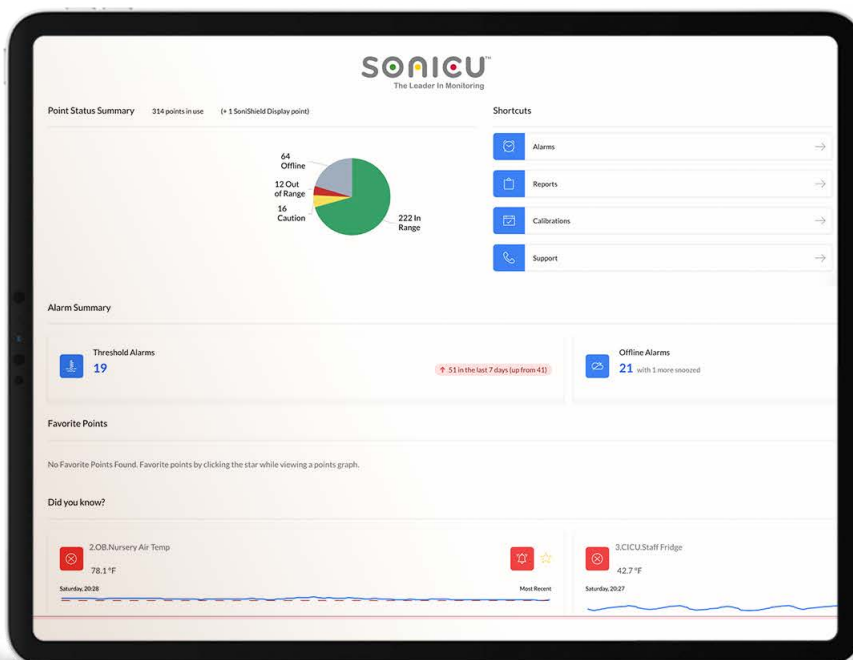 SONICU™
The Leader In Monitoring
Point Status Summary 314 points in use (+ 1 SoniShield Display point)
64
Offline
12 Out
of Range
16
Caution
222 In
Range
Shortcuts
Alarms
Reports
Calibrations
Support
Alarm Summary
Threshold Alarms
19
↑ 51 in the last 7 days (up from 41)
Offline Alarms
21 with 1 more snoozed
Favorite Points
No Favorite Points Found. Favorite points by clicking the star while viewing a points graph.
Did you know?
2.OB.Nursery Air Temp
78.1 °F
Saturday, 20:28 Most Recent
3.CICU.Staff Fridge
42.7 °F
Saturday, 20:27